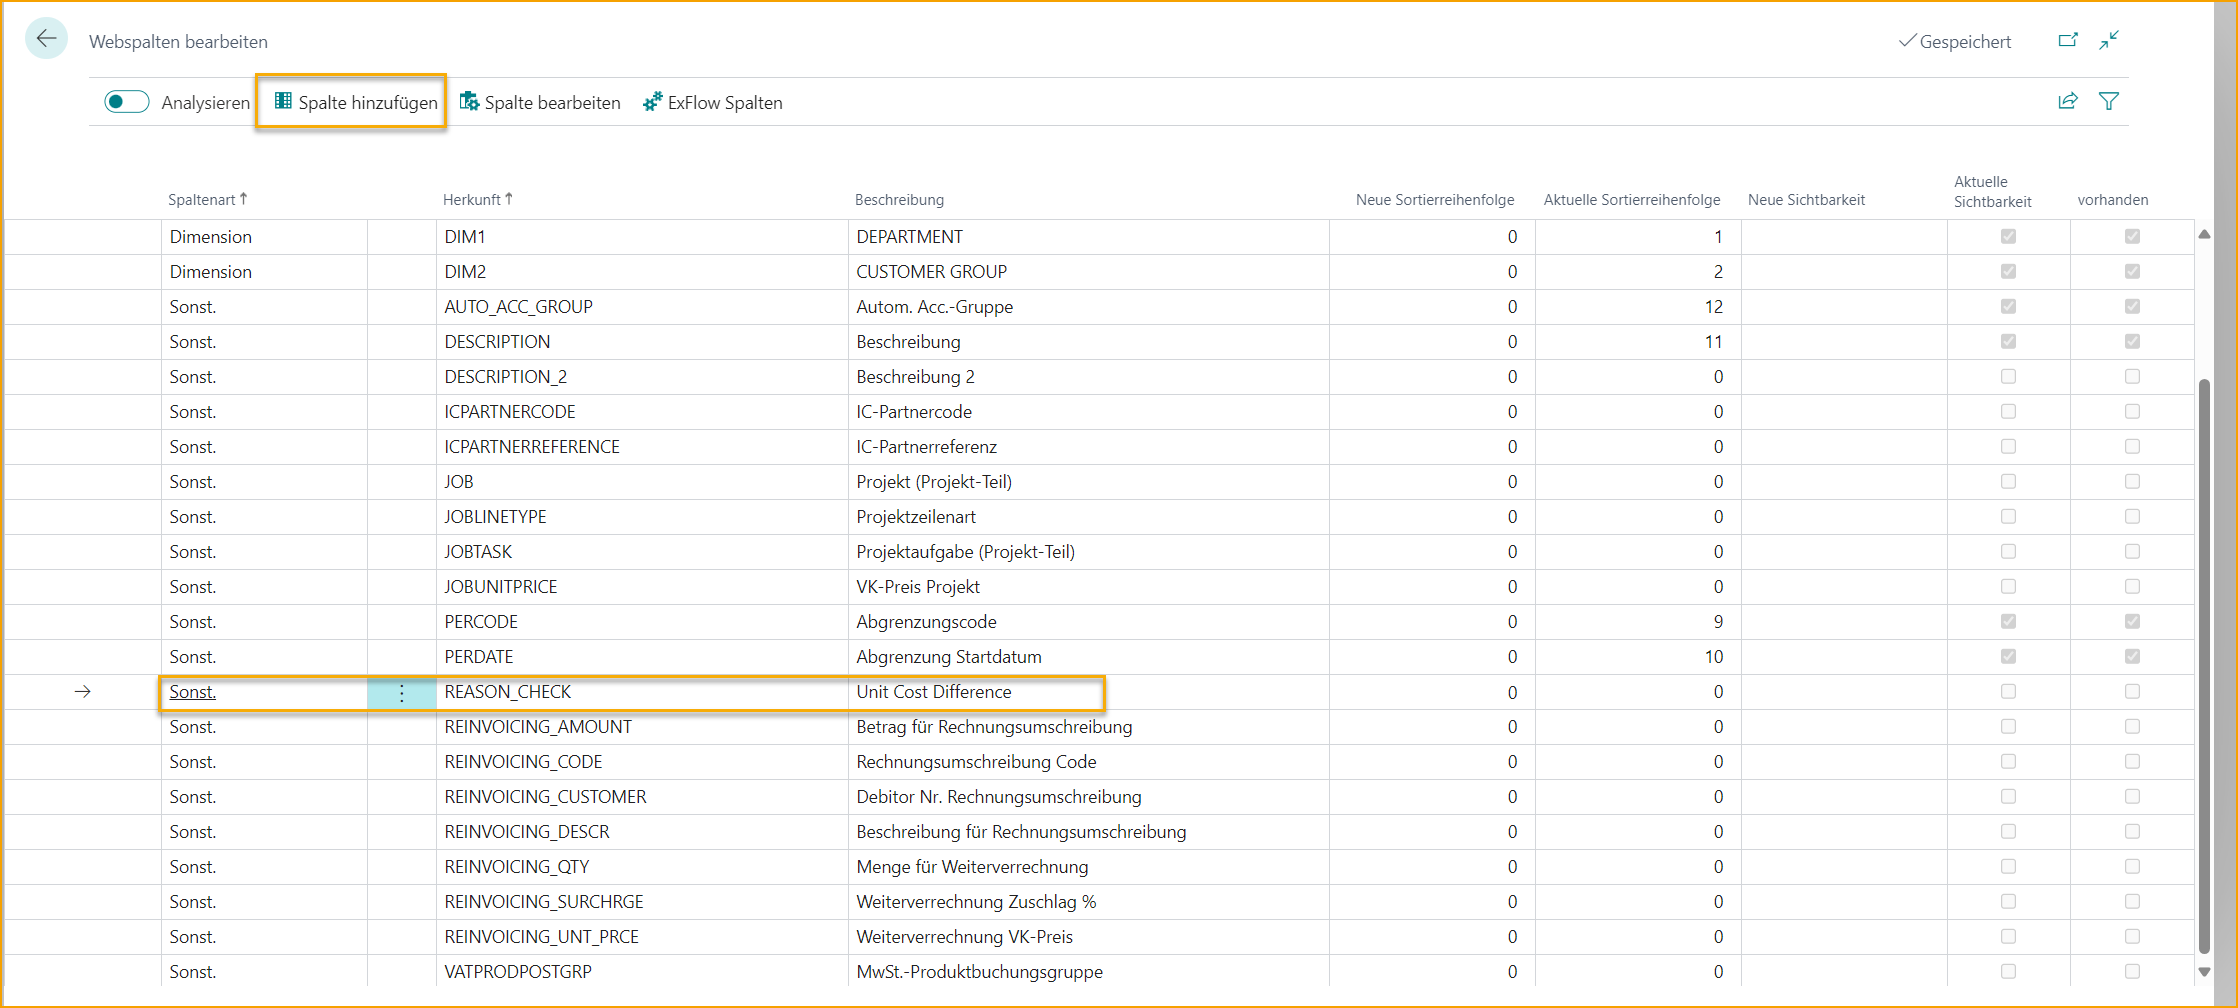 Webspalten bearbeiten
Gespeichert
Analysieren Spalte hinzufügen Spalte bearbeiten ExFlow Spalten
Spaltenart Herkunft Beschreibung Neue Sortierreihenfolge Aktuelle Sortierreihenfolge Neue Sichtbarkeit Aktuelle Sichtbarkeit vorhanden
Dimension DIM1 DEPARTMENT 0 1
Dimension DIM2 CUSTOMER GROUP 0 2
Sonst. AUTO_ACC_GROUP Autom. Acc.-Gruppe 0 12
Sonst. DESCRIPTION Beschreibung 0 11
Sonst. DESCRIPTION_2 Beschreibung 2 0 0
Sonst. ICPARTNERCODE IC-Partnercode 0 0
Sonst. ICPARTNERREFERENCE IC-Partnerreferenz 0 0
Sonst. JOB Projekt (Projekt-Teil) 0 0
Sonst. JOBLINETYPE Projektzeilenart 0 0
Sonst. JOBTASK Projektaufgabe (Projekt-Teil) 0 0
Sonst. JOBUNITPRICE VK-Preis Projekt 0 0
Sonst. PERCODE Abgrenzungscode 0 9
Sonst. PERDATE Abgrenzung Startdatum 0 10
Sonst. REASON_CHECK Unit Cost Difference 0 0
Sonst. REINVOICING_AMOUNT Betrag für Rechnungsumschreibung 0 0
Sonst. REINVOICING_CODE Rechnungsumschreibung Code 0 0
Sonst. REINVOICING_CUSTOMER Debitor Nr. Rechnungsumschreibung 0 0
Sonst. REINVOICING_DESCR Beschreibung für Rechnungsumschreibung 0 0
Sonst. REINVOICING_QTY Menge für Weiterverrechnung 0 0
Sonst. REINVOICING_SURCHRGE Weiterverrechnung Zuschlag % 0 0
Sonst. REINVOICING_UNT_PRCE Weiterverrechnung VK-Preis 0 0
Sonst. VATPRODPOSTGRP MwSt.-Produktbuchungsgruppe 0 0